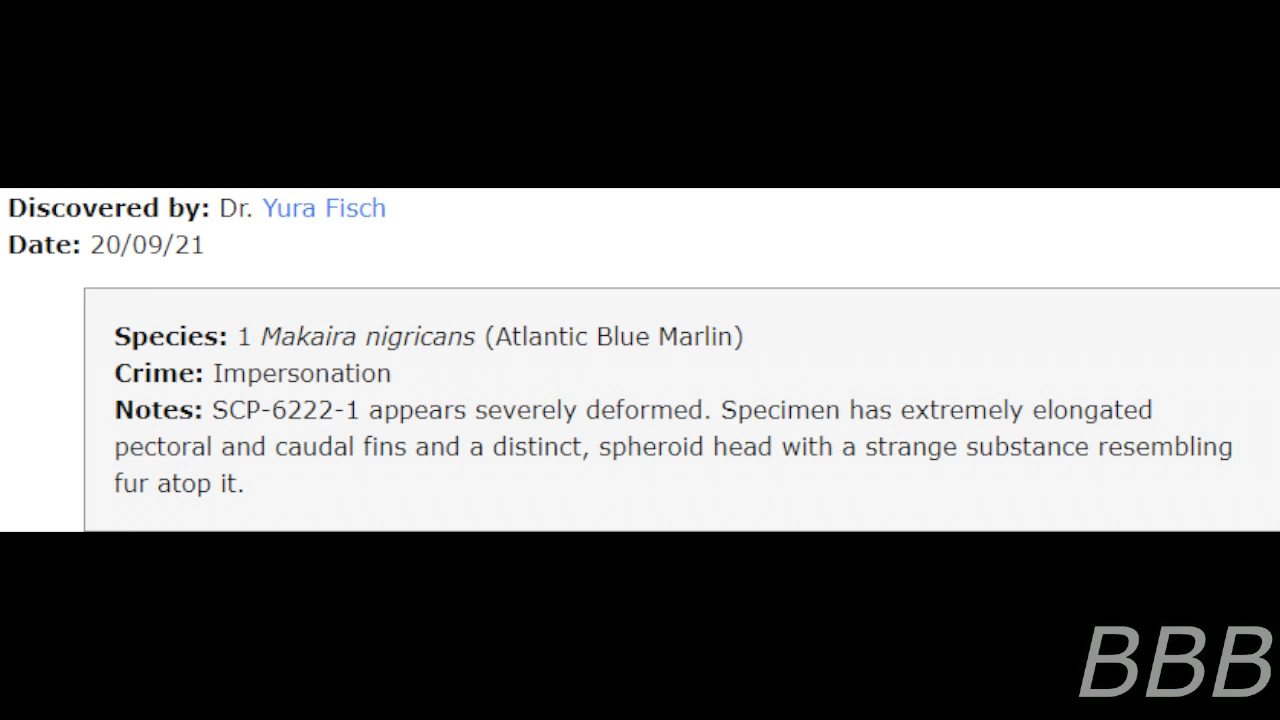 Discovered by: Dr. Yura Fisch
Date: 20/09/21
Species: 1 Makaira nigricans (Atlantic Blue Marlin)
Crime: Impersonation
Notes: SCP-6222-1 appears severely deformed. Specimen has extremely elongated
pectoral and caudal fins and a distinct, spheroid head with a strange substance resembling
fur atop it.
BBB